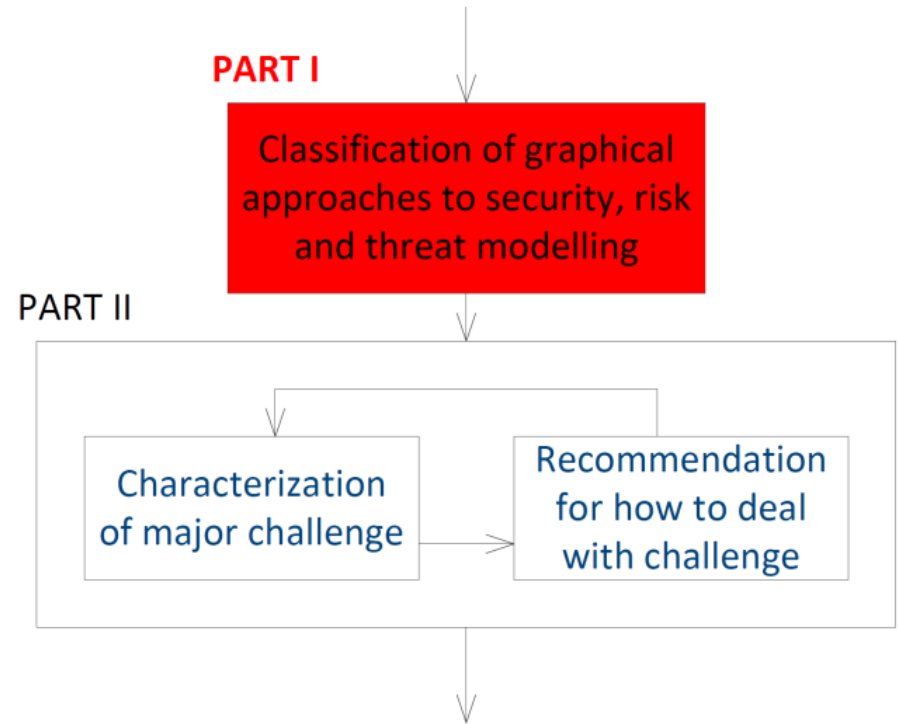 PART I
Classification of graphical
approaches to security, risk
and threat modelling
PART II
Characterization
of major challenge
Recommendation
for how to deal
with challenge